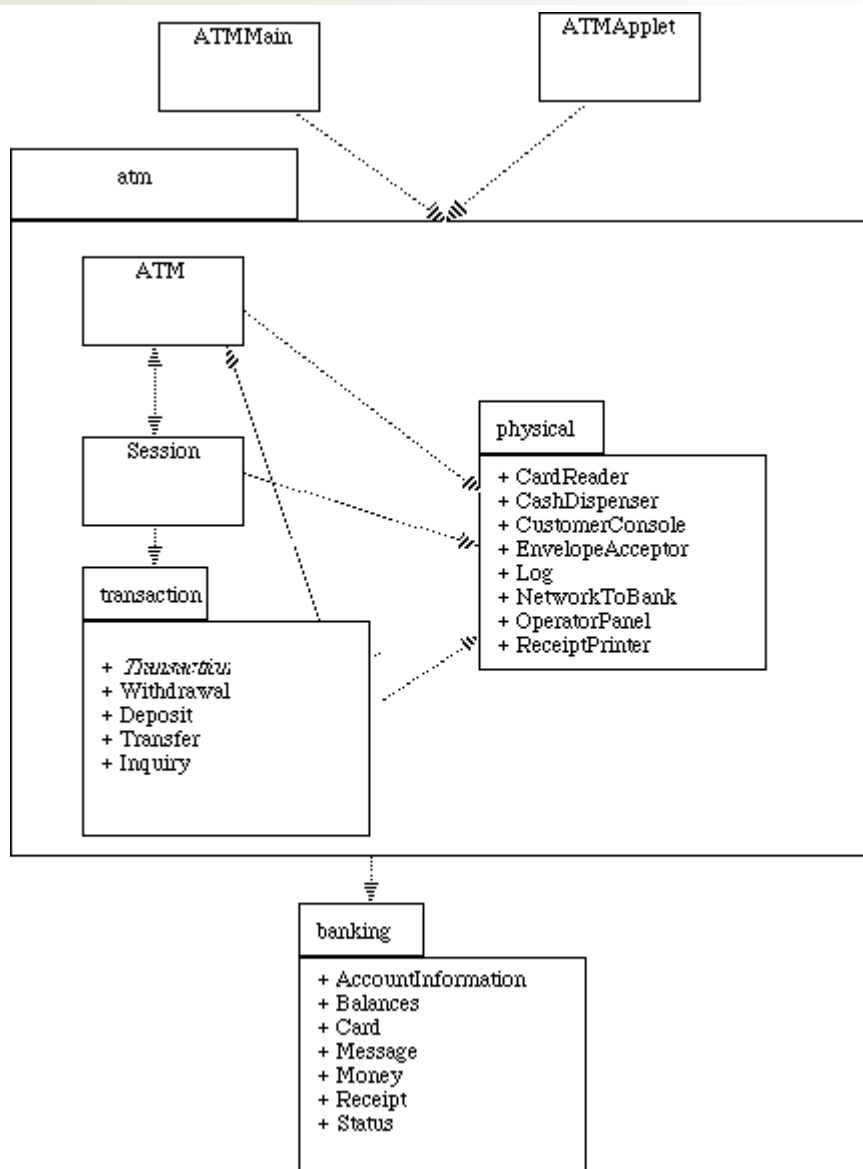 ATMMain
ATMApplet
atm
ATM
physical
Session
+ CardReader
+ CashDispenser
+ CustomerConsole
+ EnvelopeAcceptor
+ Log
+ NetworkToBank
+ OperatorPanel
+ ReceiptPrinter
transaction
+ Transaction
+ Withdrawal
+ Deposit
+ Transfer
+ Inquiry
banking
+ AccountInformation
+ Balances
+ Card
+ Message
+ Money
+ Receipt
+ Status